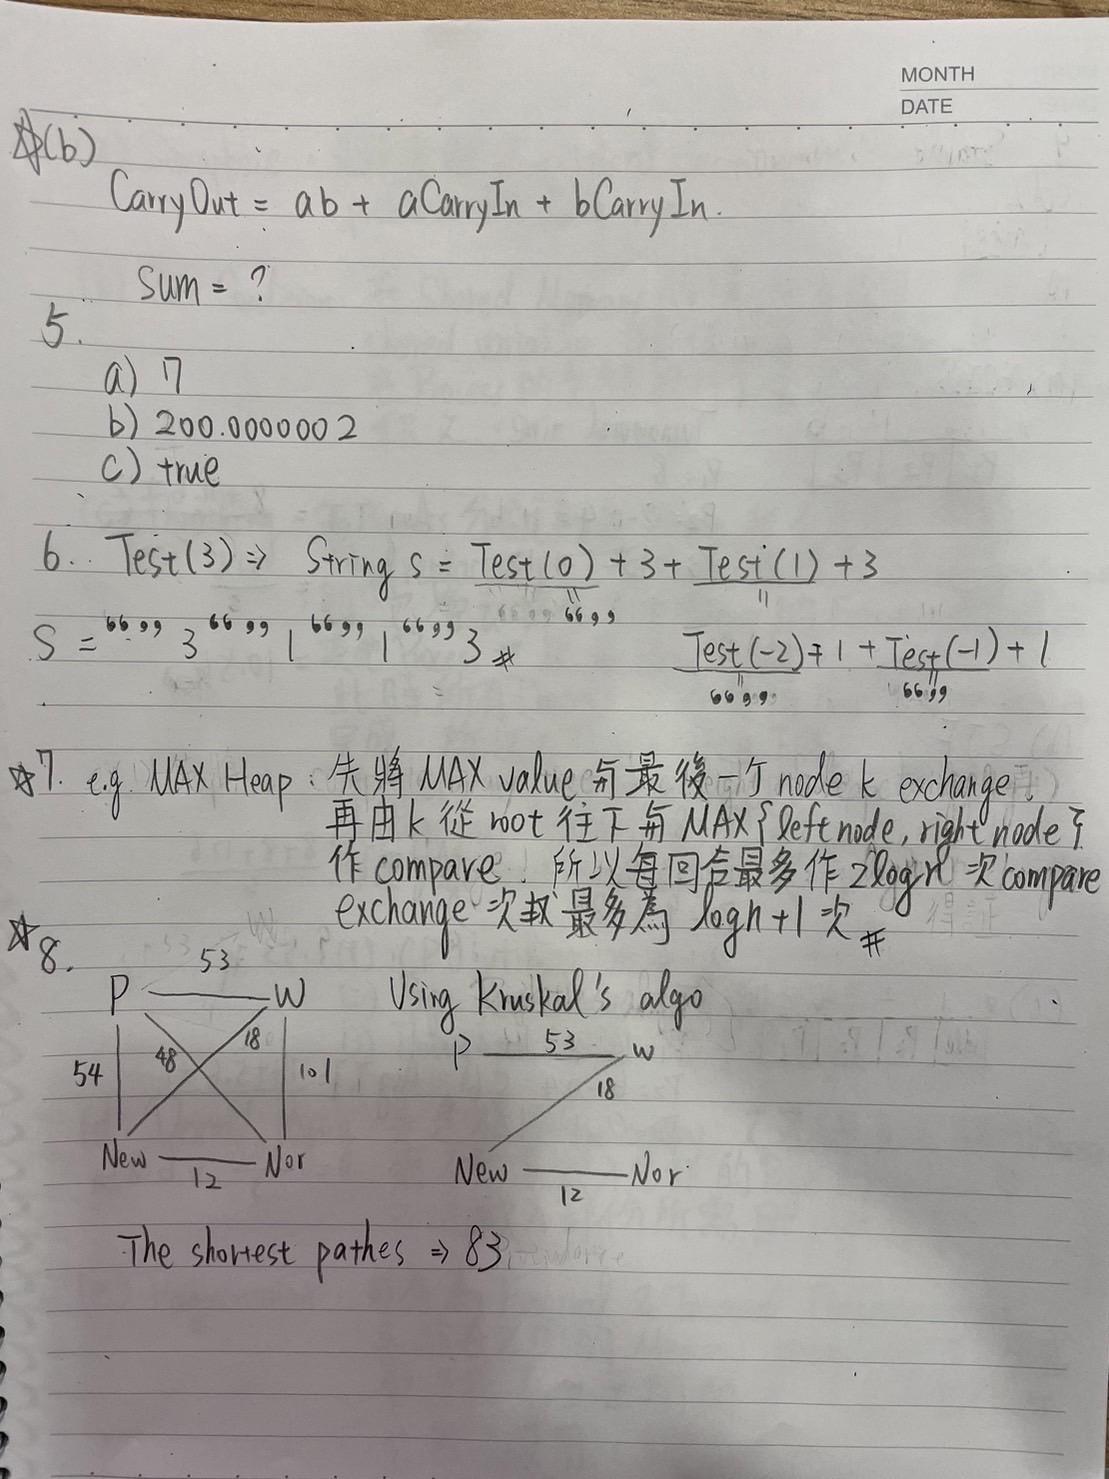 MONTH
DATE
☆(b)
CarryOut = ab + aCarryIn + bCarryIn.
Sum = ?
5.
a) 7
b) 200.0000002
c) true
6. Test(3) ⇒ String s = Test(0) + 3 + Test(1) + 3
"
“” 
S = “” 3 “” 1 “” 1 “” 3 #
Test(-2) + 1 + Test(-1) + 1
“” “”
☆7. e.g. MAX Heap: 先將 MAX value 与最後一个 node k exchange,
再由 k 從 root 往下与 MAX{left node, right node}
作 compare. 所以每回合最多作 2logn 次 compare
exchange 次数最多為 logn+1 次 #
☆8.
53
P W Using Kruskal's algo
54 48 18 101
New Nor
12
P 53 W
18
New Nor
12
The shortest pathes ⇒ 83